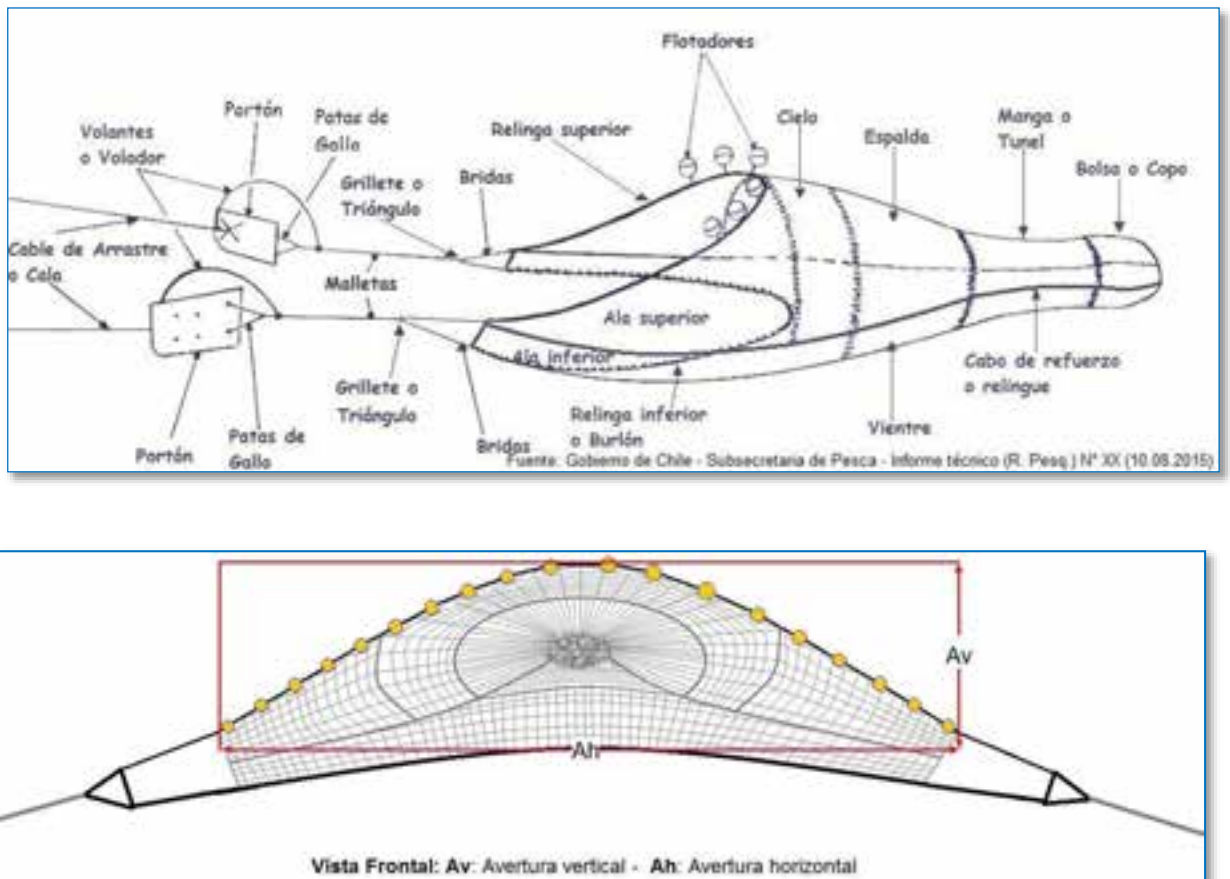 Flotadores
Portón
Patas de
Gallo
Volantes
o Volador
Relinga superior
Cielo
Espalda
Manga o
Tunel
Bolsa o Copo
Grillete o
Triángulo
Bridas
Cable de Arrastre
o Cala
Malletas
Ala superior
Ala inferior
Grillete o
Triángulo
Relinga inferior
o Burlón
Cabo de refuerzo
o relingue
Vientre
Portón
Patas de
Gallo
Bridas
Fuente: Gobierno de Chile - Subsecretaria de Pesca - Informe técnico (R. Pesq.) N° XX (10.08.2015)
Av
Ah
Vista Frontal: Av: Avertura vertical - Ah: Avertura horizontal